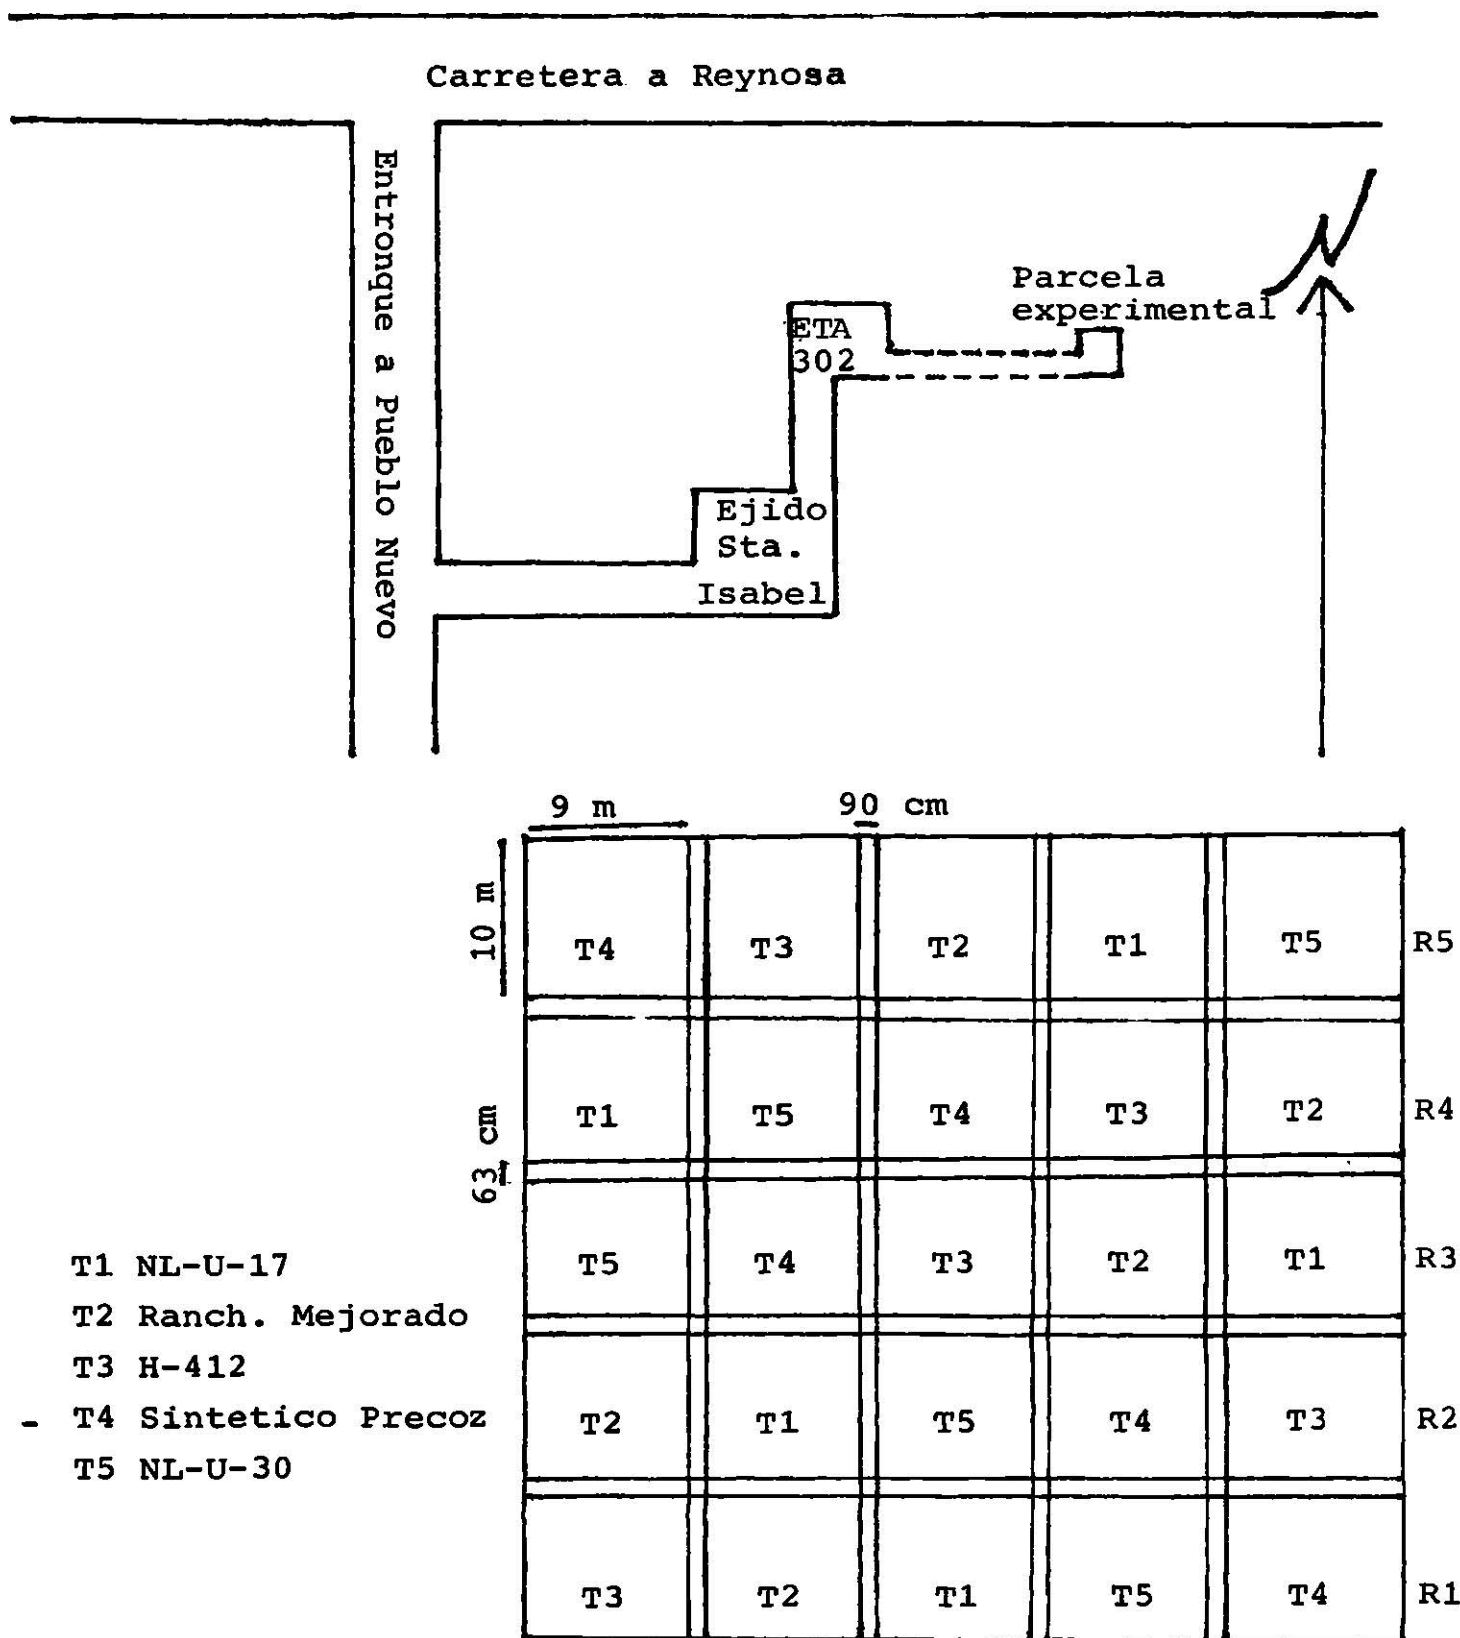 Carretera a Reynosa
Entronque a Pueblo Nuevo
Parcela
experimental
ETA
302
Ejido
Sta.
Isabel
N
9 m
90 cm
10 m
T4 T3 T2 T1 T5 R5
T1 T5 T4 T3 T2 R4
63 cm
T5 T4 T3 T2 T1 R3
T2 T1 T5 T4 T3 R2
T3 T2 T1 T5 T4 R1
T1 NL-U-17
T2 Ranch. Mejorado
T3 H-412
- T4 Sintetico Precoz
T5 NL-U-30